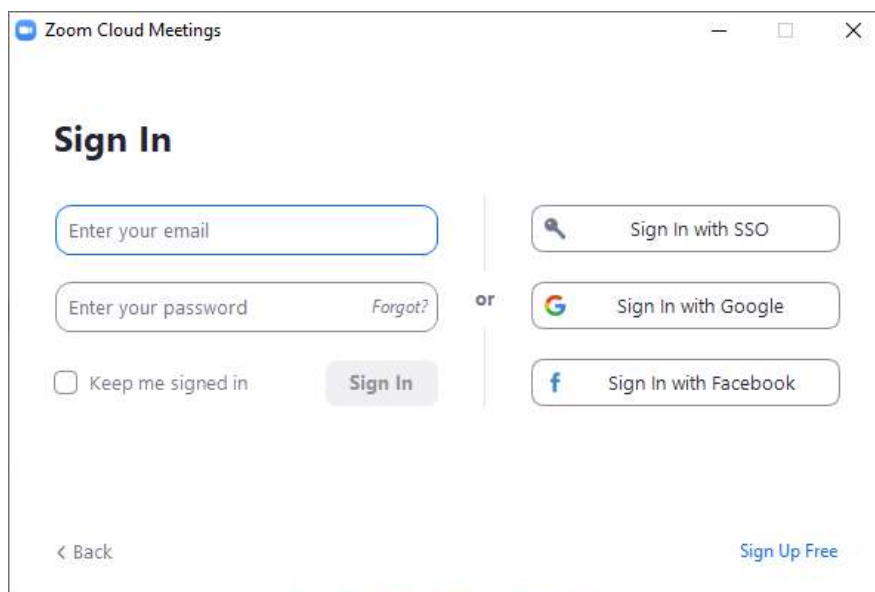 Zoom Cloud Meetings
Sign In
Enter your email
Enter your password
Forgot?
Keep me signed in
Sign In
or
Sign In with SSO
Sign In with Google
Sign In with Facebook
Back
Sign Up Free